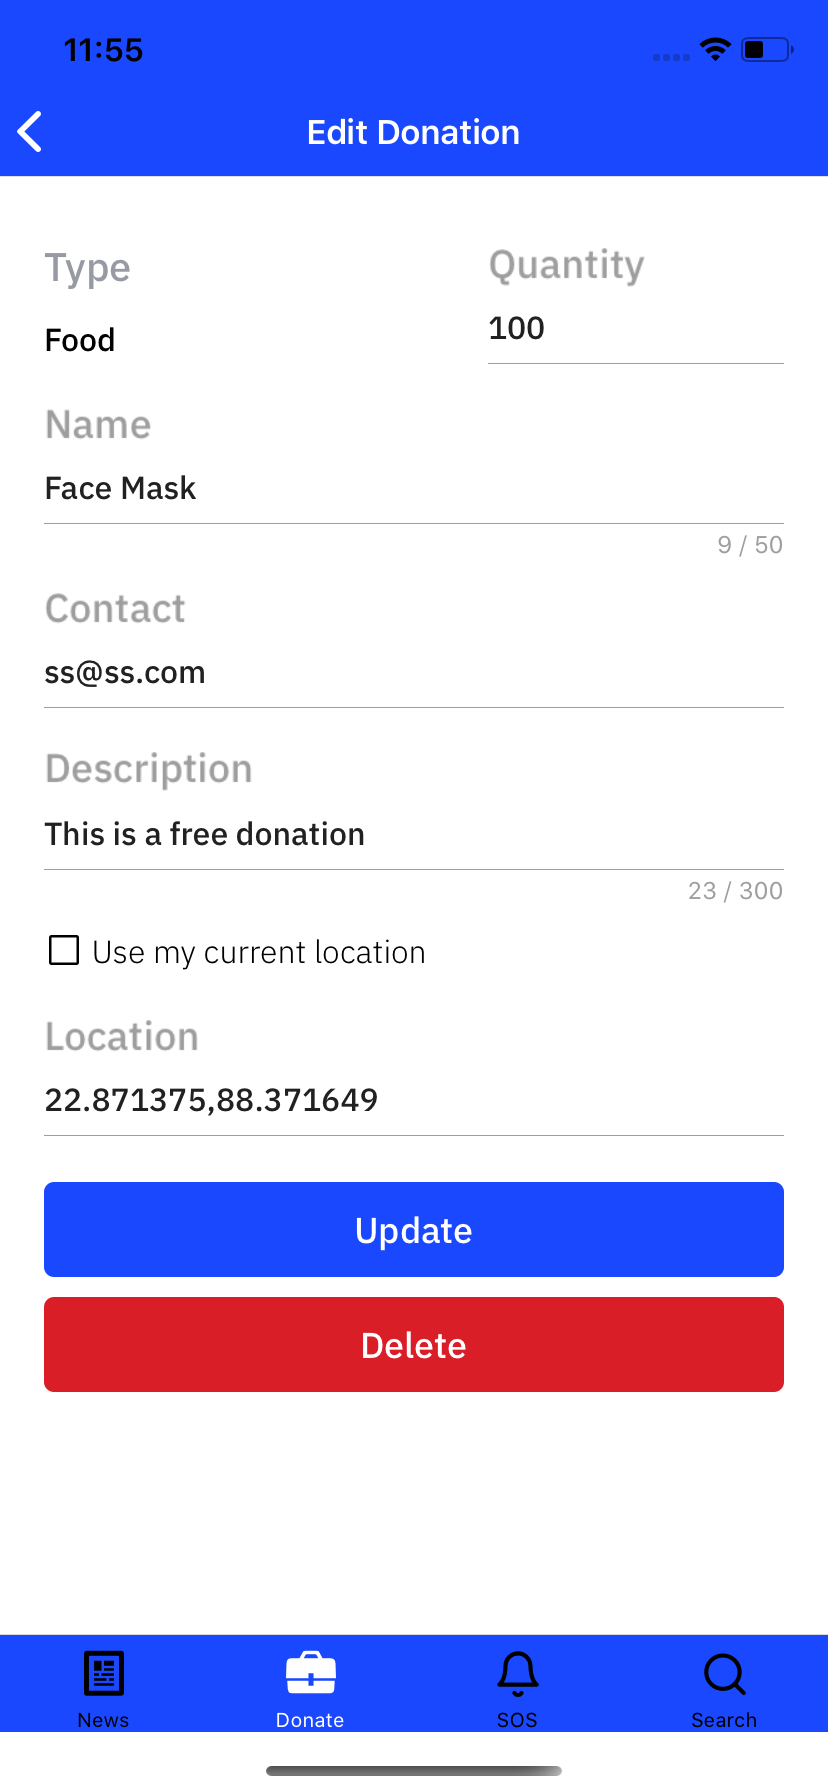 11:55
Edit Donation
Type
Quantity
Food
100
Name
Face Mask
9 / 50
Contact
ss@ss.com
Description
This is a free donation
23 / 300
Use my current location
Location
22.871375,88.371649
Update
Delete
News
Donate
SOS
Search